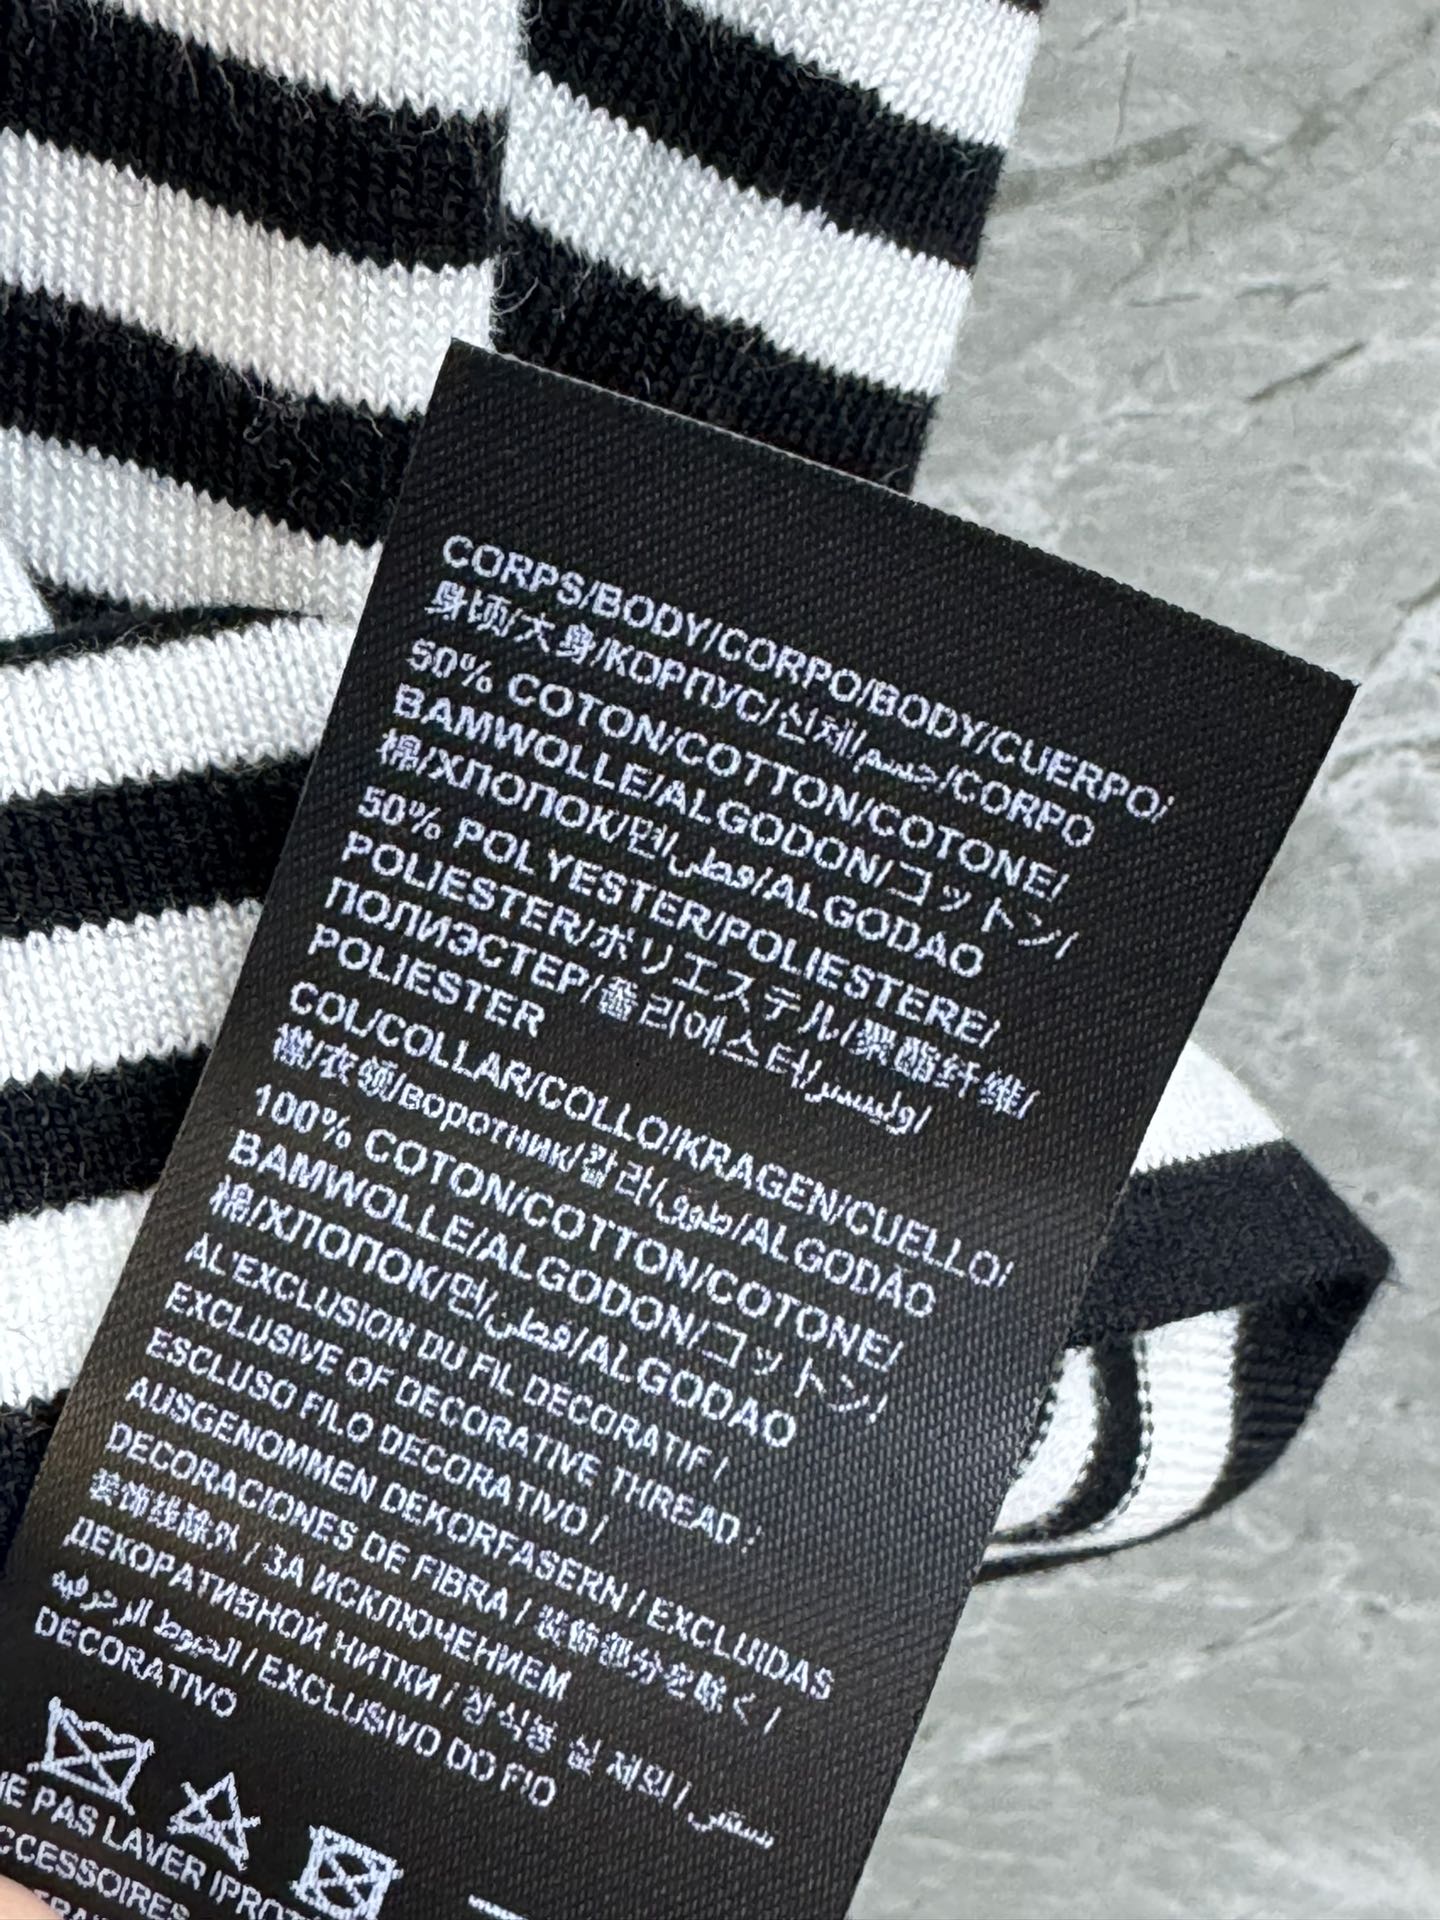 CORPS/BODY/CORPO/BODY/CUERPO/
身頃/大身/КОРПУС/신체/جسم/CORPO
50% COTON/COTTON/COTONE/
BAMWOLLE/ALGODON/コットン/
棉/ХЛОПОК/면/قطن/ALGODAO
50% POLYESTER/POLIESTERE/
POLIESTER/ポリエステル/聚酯纤维/
ПОЛИЭСТЕР/폴리에스터/
POLIESTER
COL/COLLAR/COLLO/KRAGEN/CUELLO/
襟/衣领/воротник/칼라/طوق/ALGODÃO
100% COTON/COTTON/COTONE/
BAMWOLLE/ALGODON/コットン/
棉/ХЛОПОК/면/قطن/ALGODAO
AL'EXCLUSION DU FIL DECORATIF /
EXCLUSIVE OF DECORATIVE THREAD /
ESCLUSO FILO DECORATIVO /
AUSGENOMMEN DEKORFASERN / EXCLUIDAS
DECORACIONES DE FIBRA / 装飾部分を除く /
装饰线除外 / ЗА ИСКЛЮЧЕНИЕМ
ДЕКОРАТИВНОЙ НИТКИ / 장식용 실 제외 /
/ EXCLUSIVO DO FIO
DECORATIVO
PAS LAVER